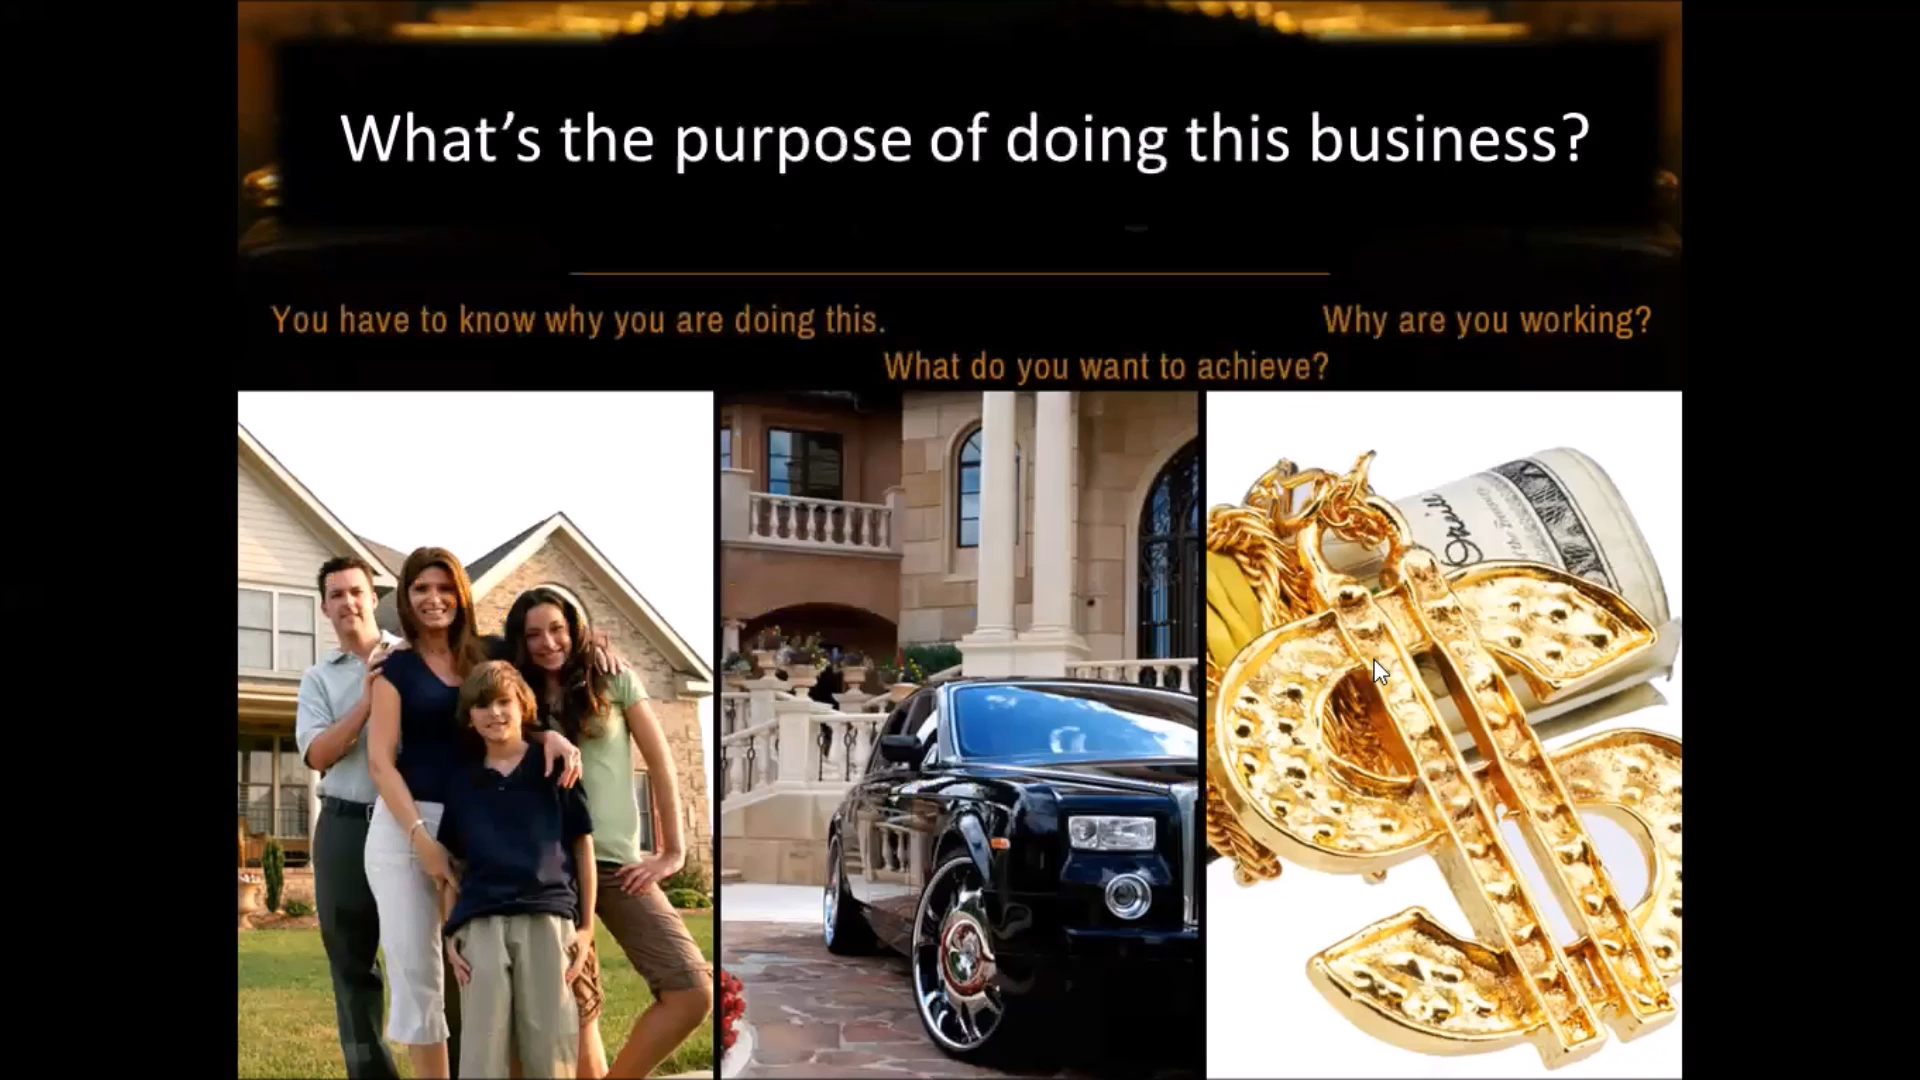 What’s the purpose of doing this business?
You have to know why you are doing this.
Why are you working?
What do you want to achieve?